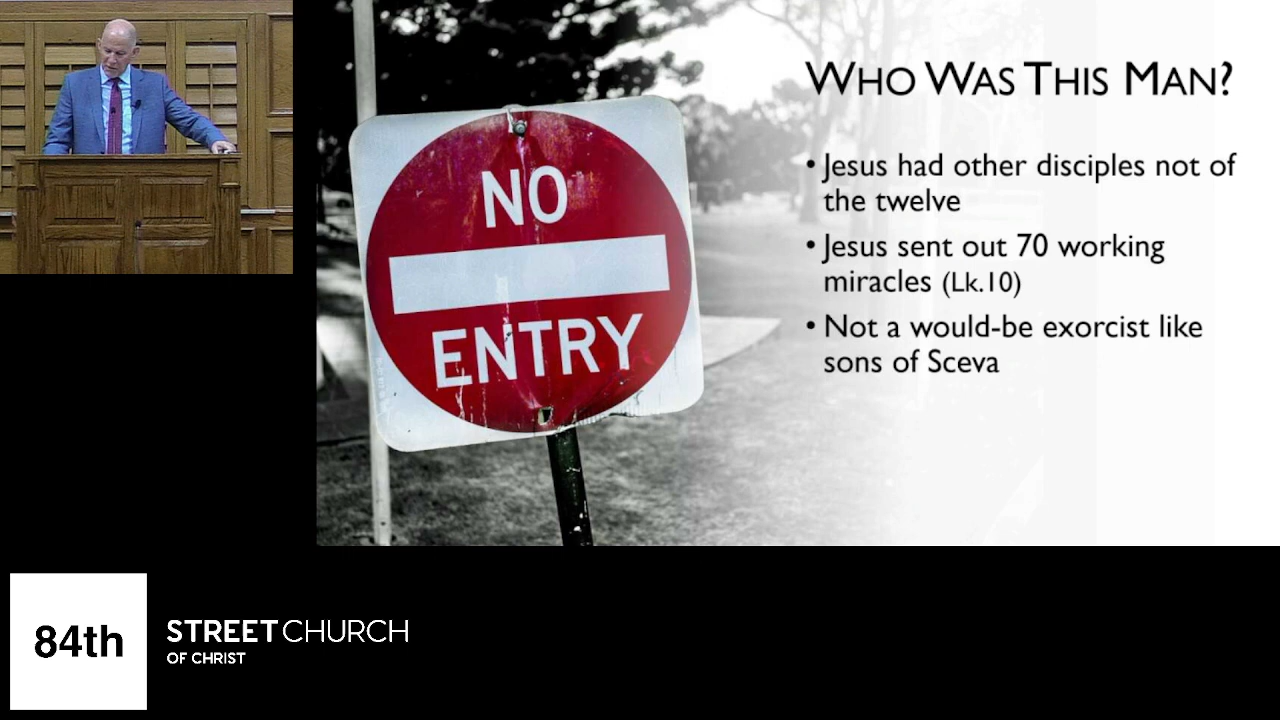 NO
ENTRY
WHO WAS THIS MAN?
• Jesus had other disciples not of
the twelve
• Jesus sent out 70 working
miracles (Lk.10)
• Not a would-be exorcist like
sons of Sceva
84th
STREET CHURCH
OF CHRIST